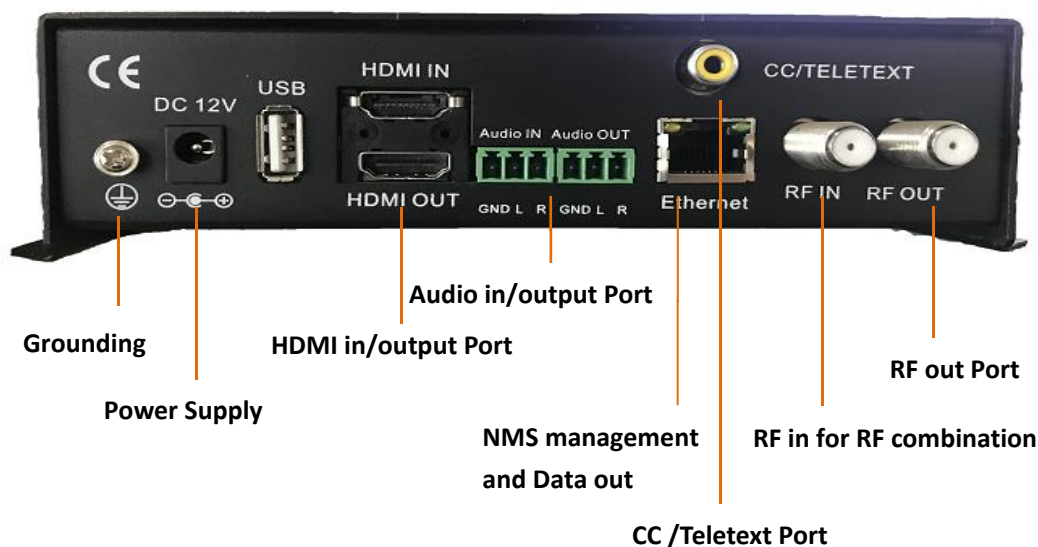 CE
HDMI IN
CC/TELETEXT
USB
DC 12V
Audio IN Audio OUT
HDMI OUT
GND L R GND L R
Ethernet
RF IN
RF OUT
Audio in/output Port
Grounding
HDMI in/output Port
RF out Port
Power Supply
NMS management
and Data out
RF in for RF combination
CC /Teletext Port